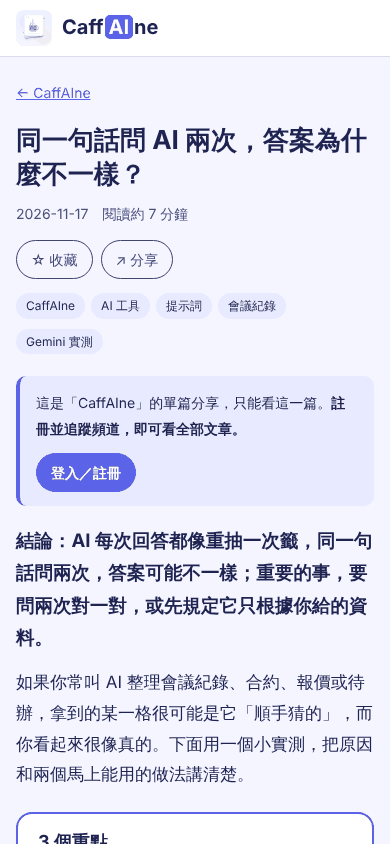 CaffAIne
← CaffAIne
同一句話問 AI 兩次，答案為什
麼不一樣？
2026-11-17 閱讀約 7 分鐘
☆ 收藏 ↗ 分享
CaffAIne AI 工具 提示詞 會議紀錄
Gemini 實測
這是「CaffAIne」的單篇分享，只能看這一篇。註
冊並追蹤頻道，即可看全部文章。
登入／註冊
結論：AI 每次回答都像重抽一次籤，同一句
話問兩次，答案可能不一樣；重要的事，要
問兩次對一對，或先規定它只根據你給的資
料。
如果你常叫 AI 整理會議紀錄、合約、報價或待
辦，拿到的某一格很可能是它「順手猜的」，而
你看起來很像真的。下面用一個小實測，把原因
和兩個馬上能用的做法講清楚。
3 個重點